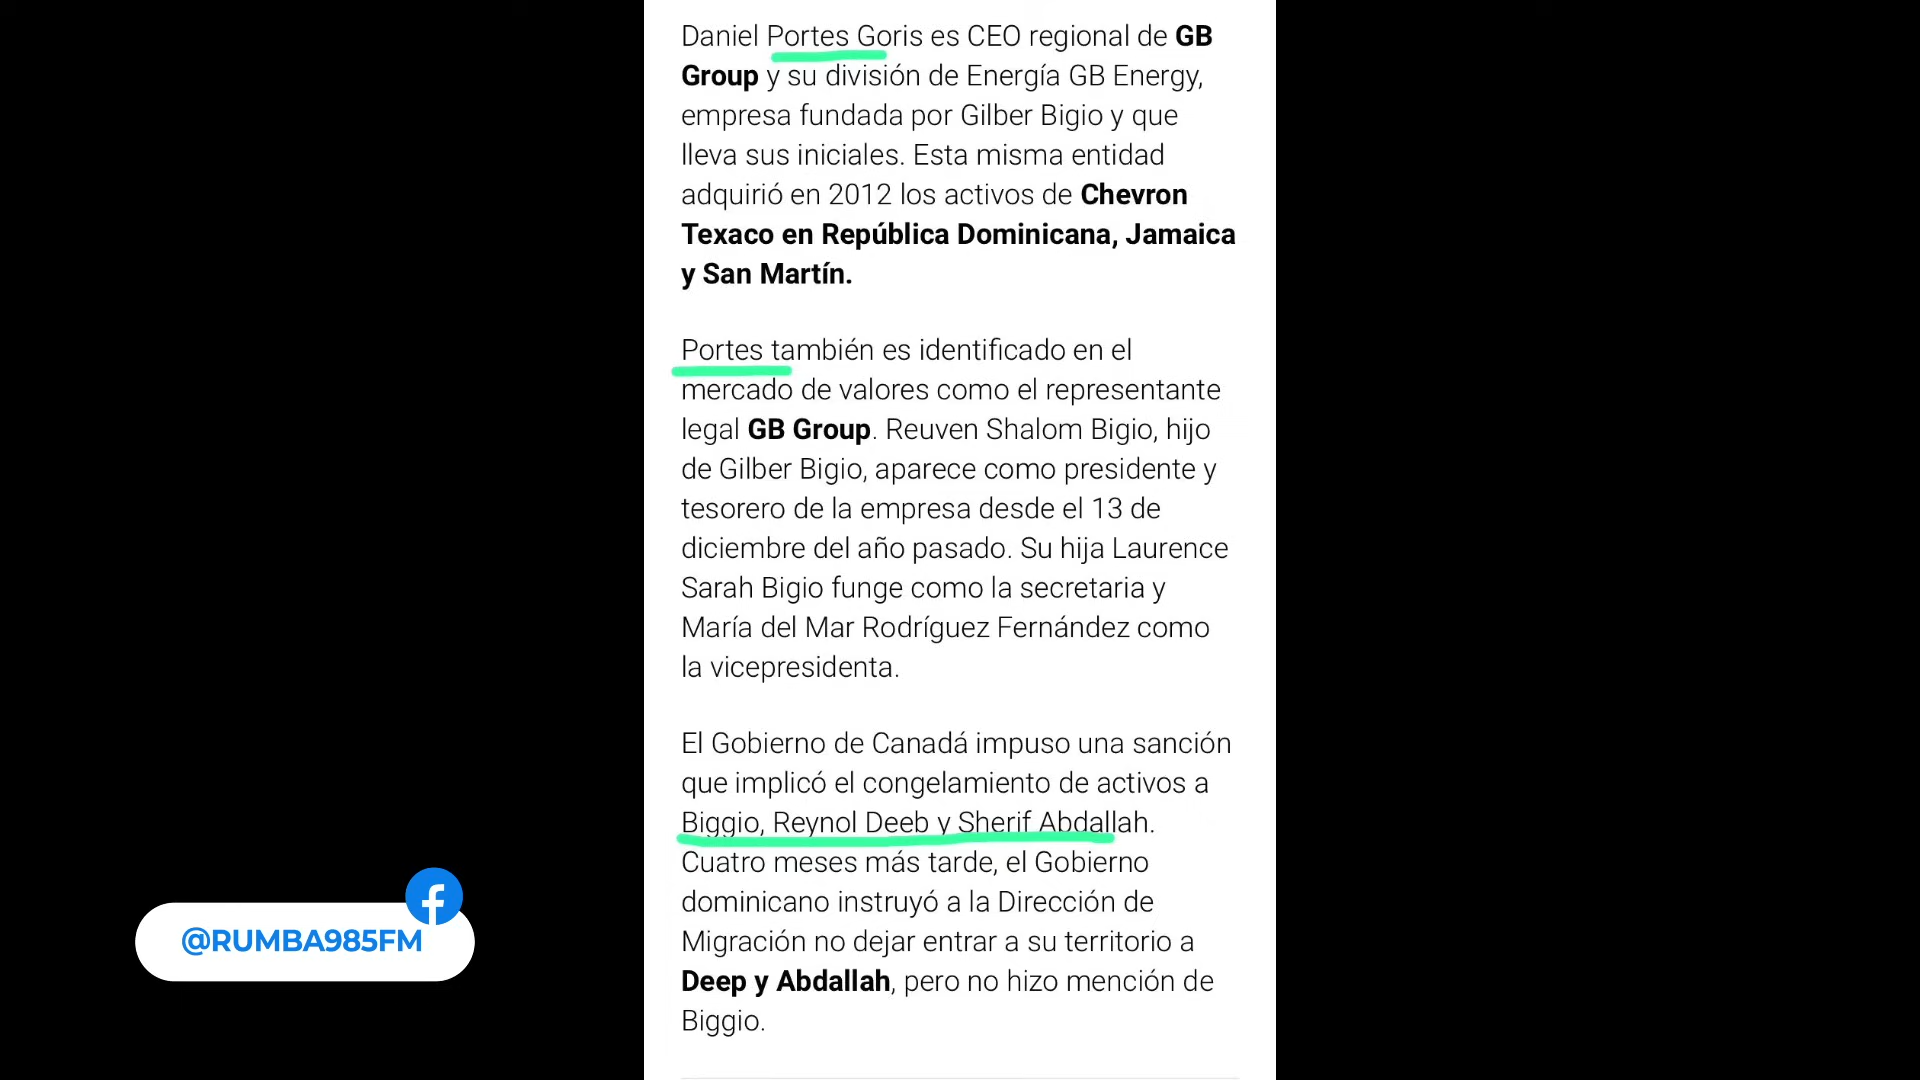 Daniel Portes Goris es CEO regional de GB
Group y su división de Energía GB Energy,
empresa fundada por Gilber Bigio y que
lleva sus iniciales. Esta misma entidad
adquirió en 2012 los activos de Chevron
Texaco en República Dominicana, Jamaica
y San Martín.
Portes también es identificado en el
mercado de valores como el representante
legal GB Group. Reuven Shalom Bigio, hijo
de Gilber Bigio, aparece como presidente y
tesorero de la empresa desde el 13 de
diciembre del año pasado. Su hija Laurence
Sarah Bigio funge como la secretaria y
María del Mar Rodríguez Fernández como
la vicepresidenta.
El Gobierno de Canadá impuso una sanción
que implicó el congelamiento de activos a
Biggio, Reynol Deeb y Sherif Abdallah.
Cuatro meses más tarde, el Gobierno
dominicano instruyó a la Dirección de
Migración no dejar entrar a su territorio a
Deep y Abdallah, pero no hizo mención de
Biggio.
@RUMBA985FM